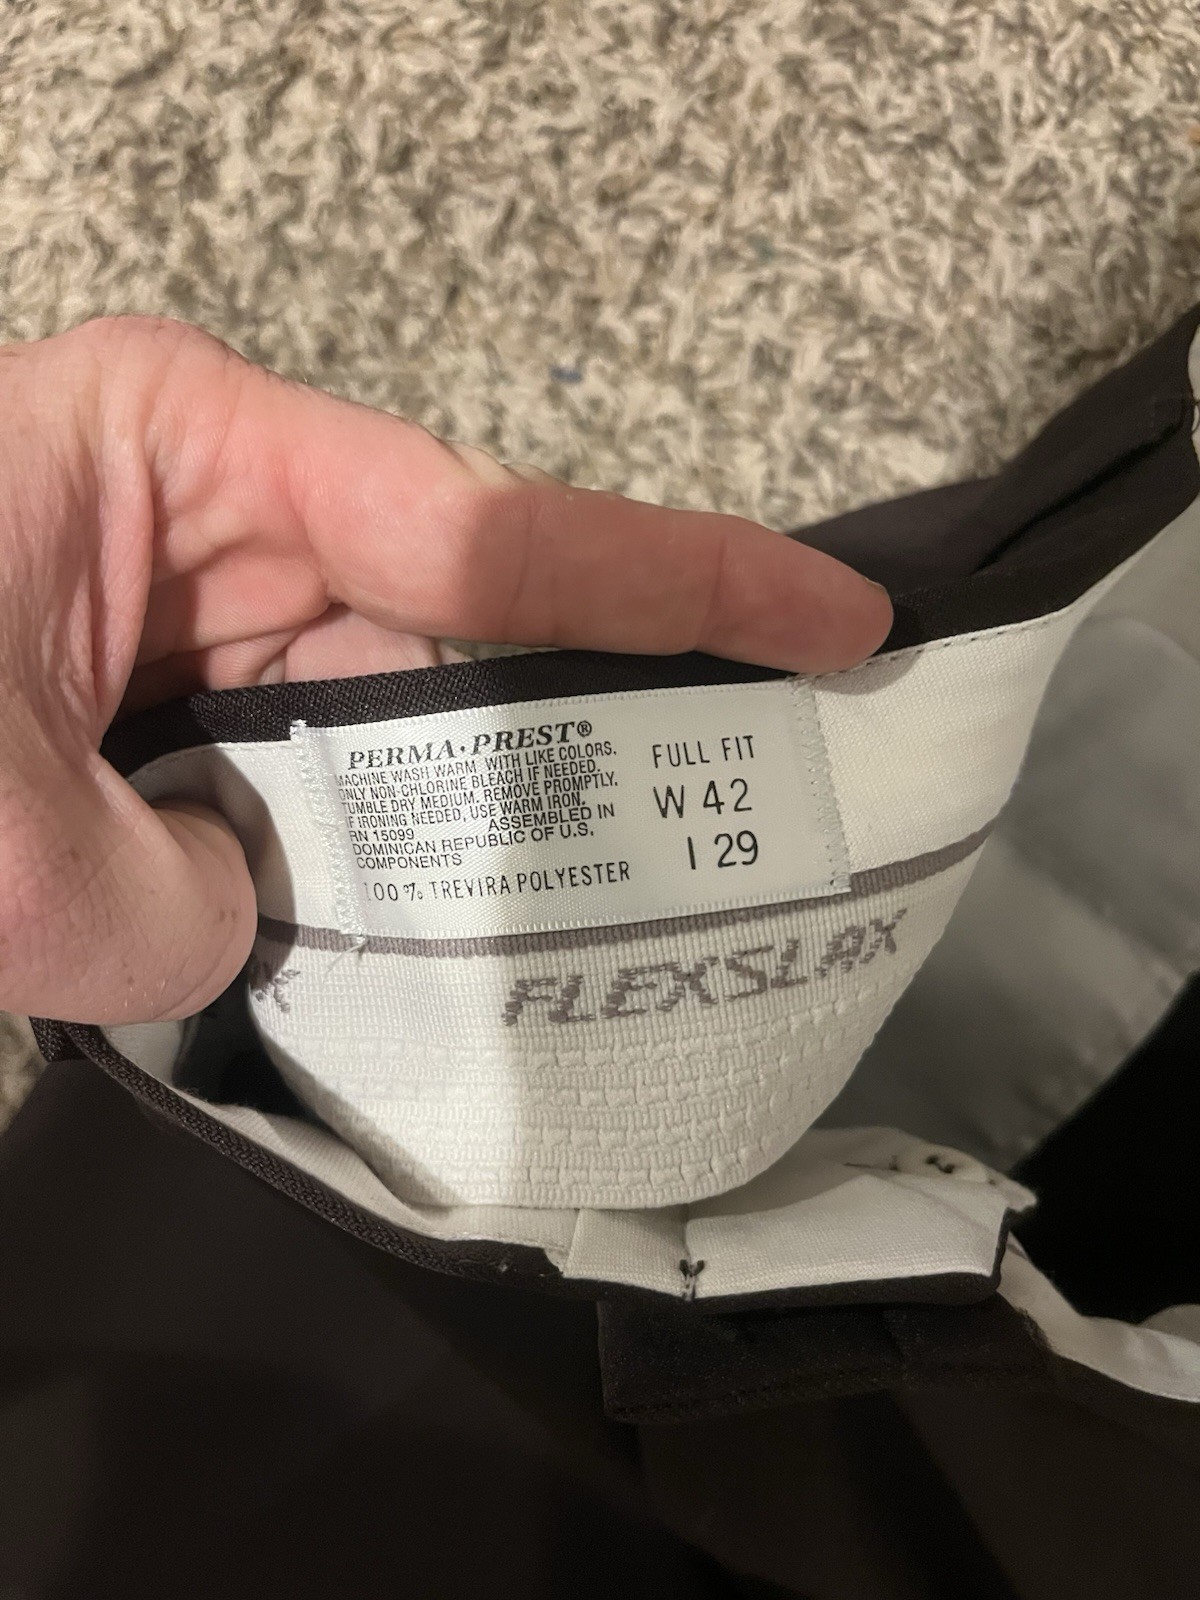 PERMA·PREST®
MACHINE WASH WARM WITH LIKE COLORS.
ONLY NON-CHLORINE BLEACH IF NEEDED.
TUMBLE DRY MEDIUM. REMOVE PROMPTLY.
IF IRONING NEEDED, USE WARM IRON.
RN 15099 ASSEMBLED IN
DOMINICAN REPUBLIC OF U.S.
COMPONENTS
100% TREVIRA POLYESTER
FULL FIT
W 42
I 29
FLEXSLAX